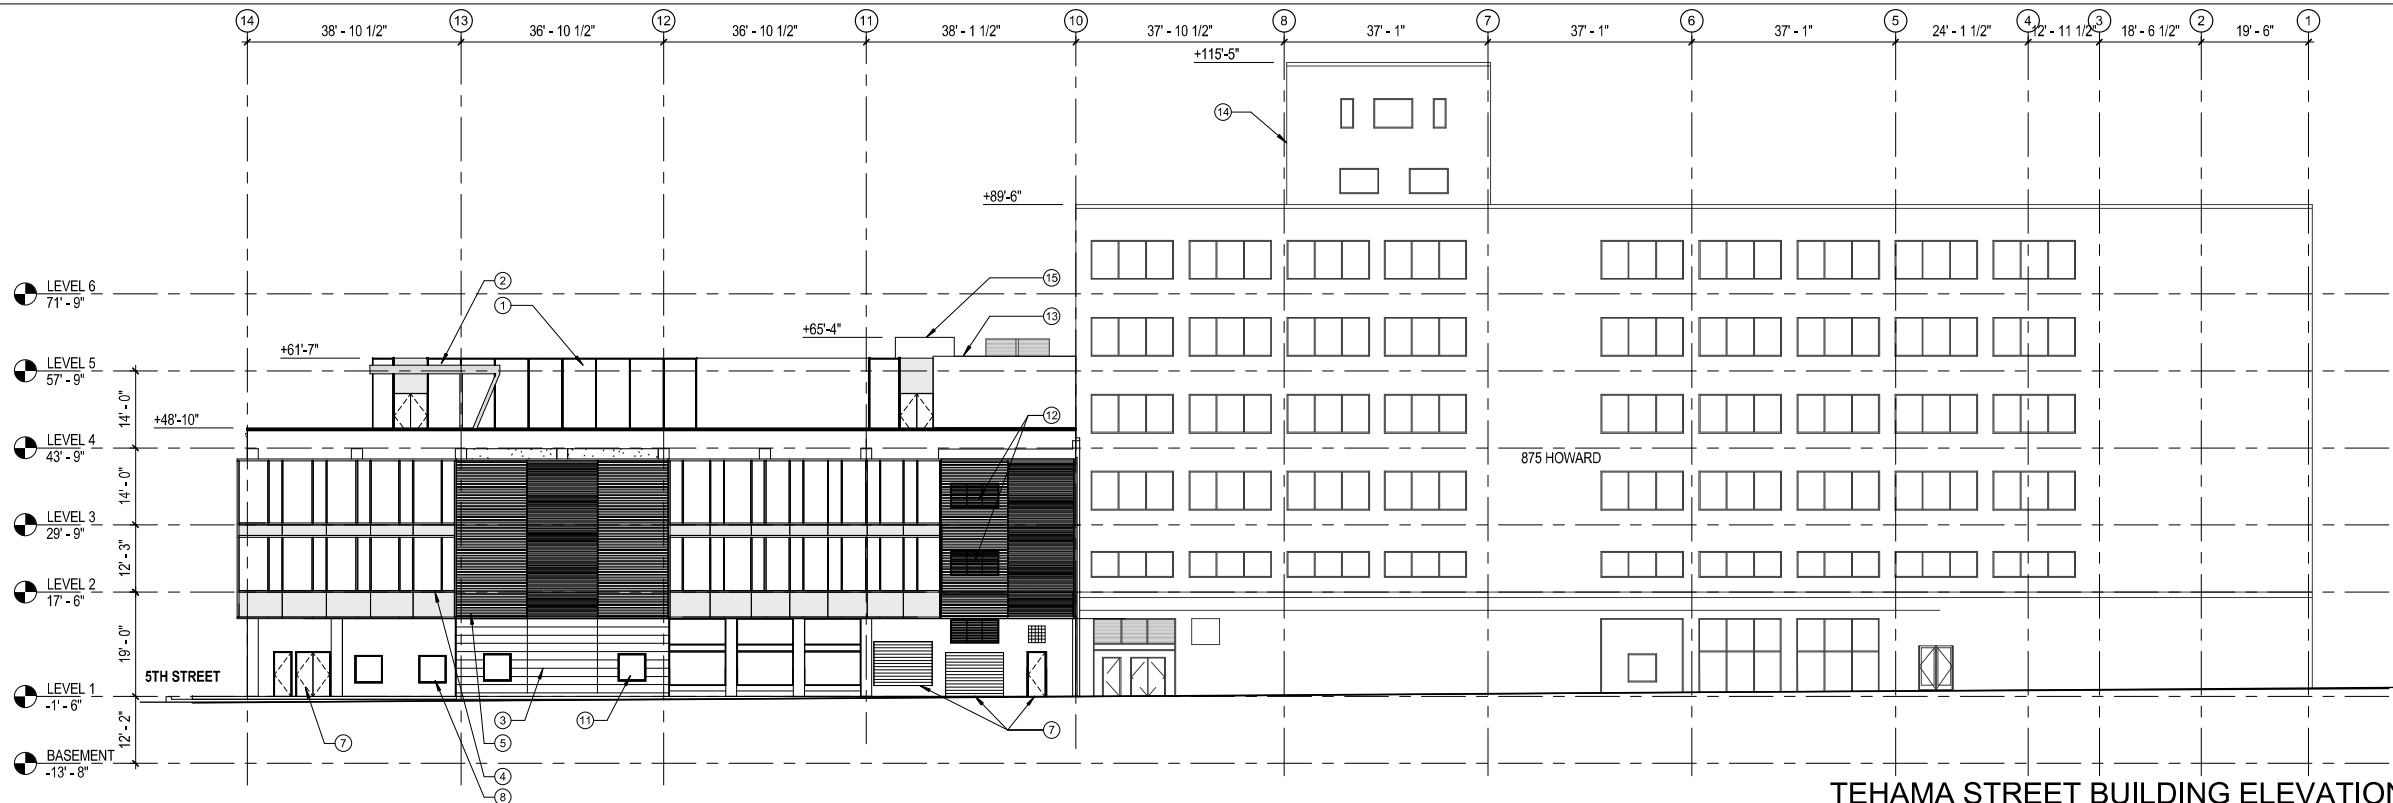 14 13 12 11 10 8 7 6 5 4 3 2 1
38' - 10 1/2" 36' - 10 1/2" 36' - 10 1/2" 38' - 1 1/2" 37' - 10 1/2" 37' - 1" 37' - 1" 37' - 1" 24' - 1 1/2" 12' - 11 1/2" 18' - 6 1/2" 19' - 6"
+115'-5"
14
+89'-6"
2
15
LEVEL 6
71' - 9"
1
13
+65'-4"
+61'-7"
LEVEL 5
57' - 9"
14' - 0"
+48'-10"
12
LEVEL 4
43' - 9"
875 HOWARD
14' - 0"
LEVEL 3
29' - 9"
12' - 3"
LEVEL 2
17' - 6"
19' - 0"
5TH STREET
LEVEL 1
-1' - 6"
3
11
7
5
7
12' - 2"
BASEMENT
-13' - 8"
4
8
TEHAMA STREET BUILDING ELEVATION